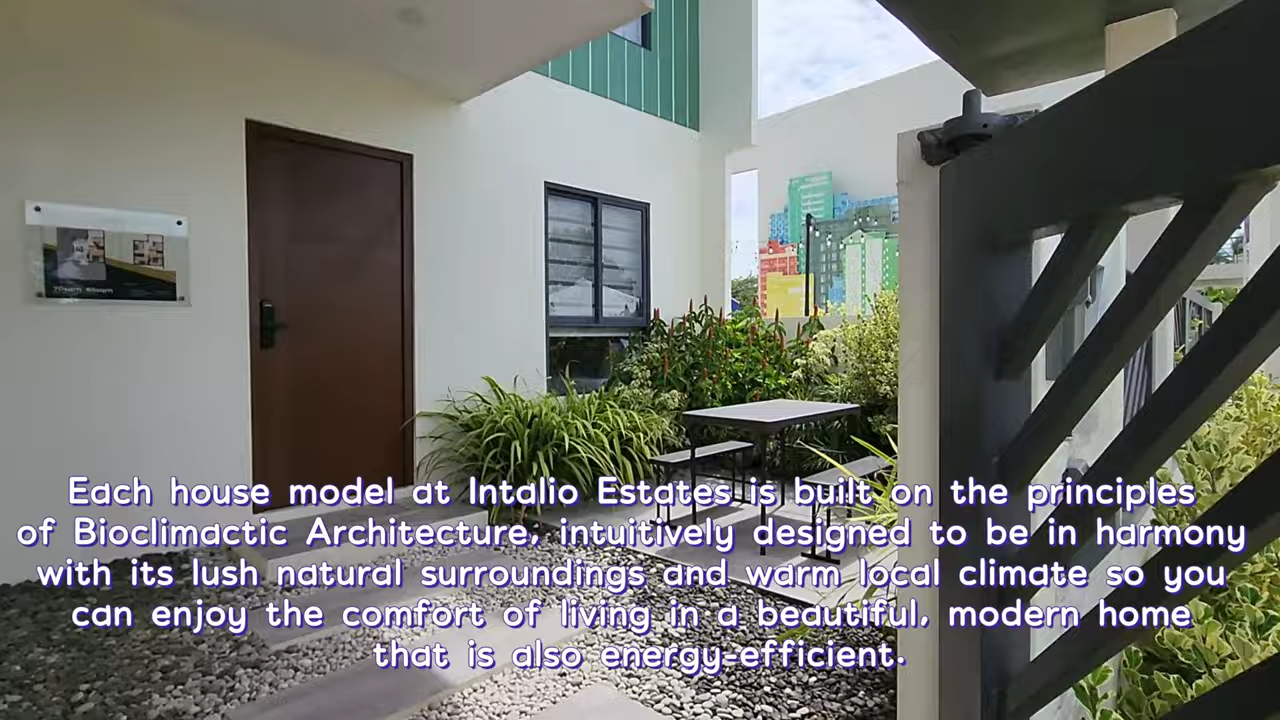 70sqm 85sqm
Each house model at Intalio Estates is built on the principles
of Bioclimactic Architecture, intuitively designed to be in harmony
with its lush natural surroundings and warm local climate so you
can enjoy the comfort of living in a beautiful, modern home
that is also energy-efficient.